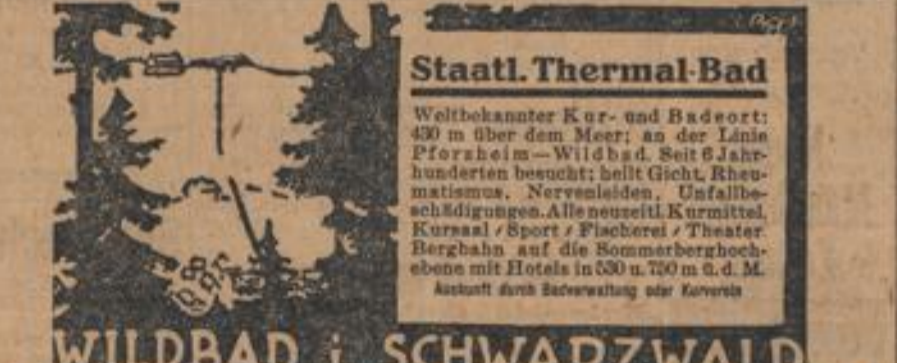 Staatl. Thermal-Bad
Weltbekannter Kur- und Badeort;
430 m über dem Meer; an der Linie
Pforzheim—Wildbad. Seit 6 Jahr-
hunderten besucht; heilt Gicht, Rheu-
matismus, Nervenleiden, Unfallbe-
schädigungen. Alle neuzeitl. Kurmittel.
Kursaal / Sport / Fischerei / Theater
Bergbahn auf die Sommerberghoch-
ebene mit Hotels in 530 u. 750 m ü. d. M.
Auskunft durch Badverwaltung oder Kurverein
WILDBAD i. SCHWARZWALD